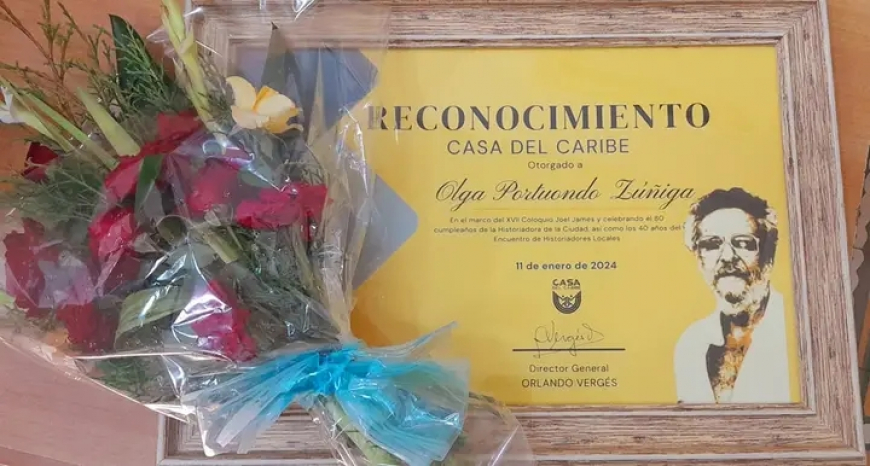 RECONOCIMIENTO
CASA DEL CARIBE
Otorgado a
Olga Portuondo Zúñiga
En el marco del XVII Coloquio Joel James y celebrando el 80
cumpleaños de la Historiadora de la Ciudad, así como los 40 años del
Encuentro de Historiadores Locales
11 de enero de 2024
CASA
DEL CARIBE
Director General
ORLANDO VERGÉS